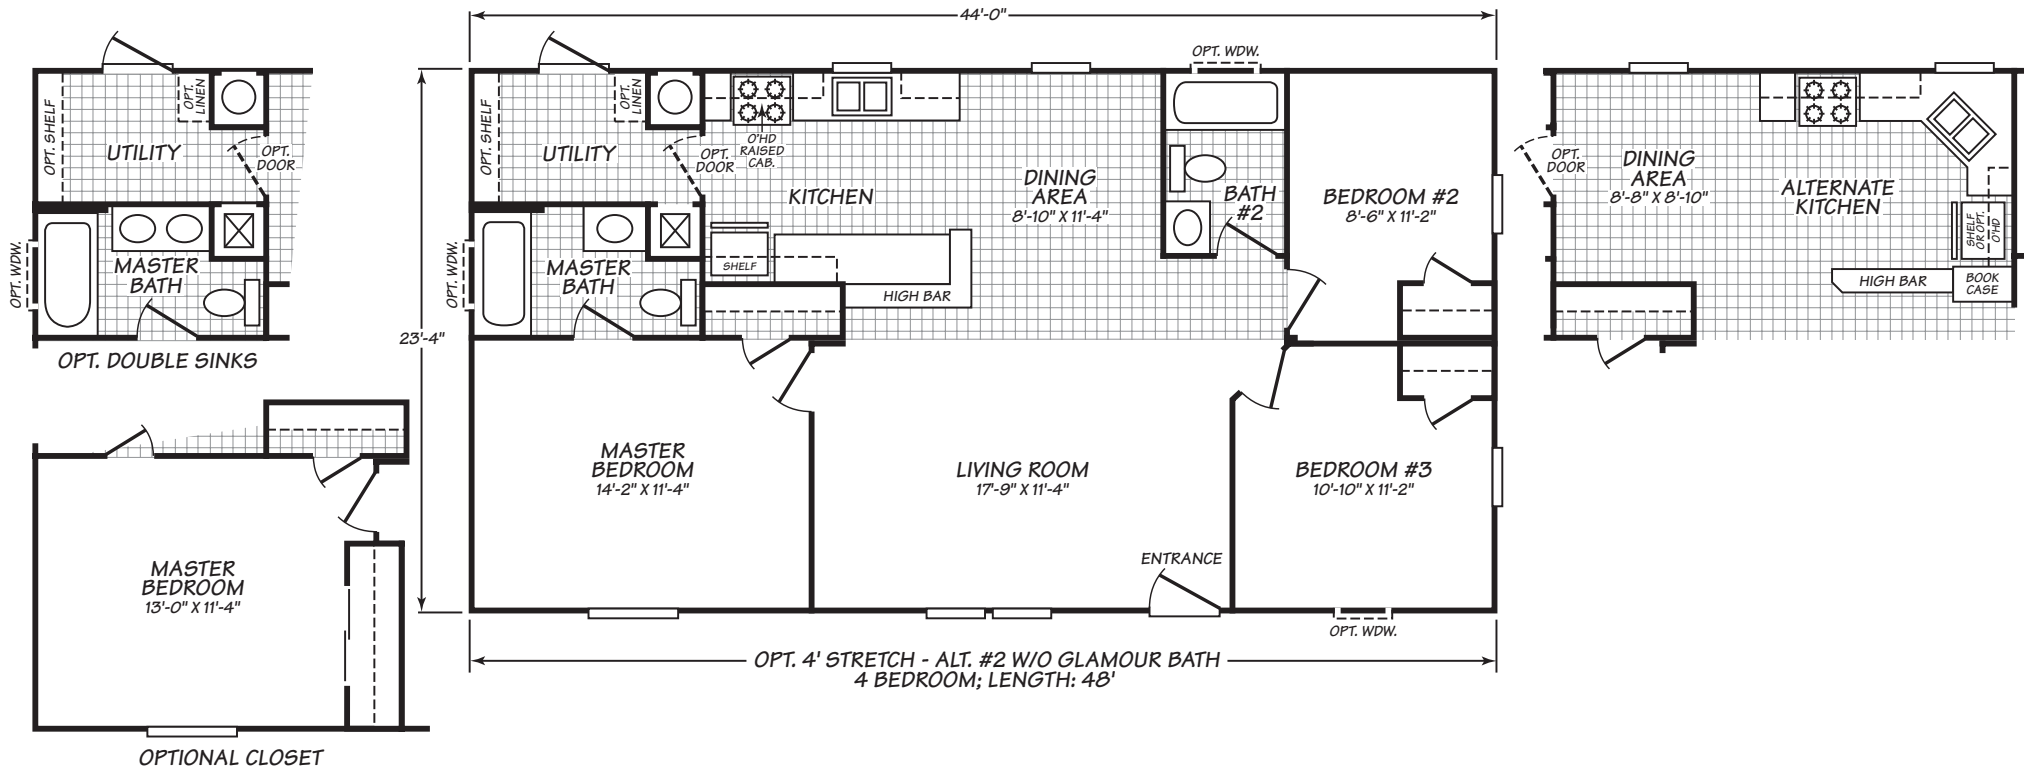 OPT. SHELF
OPT.
LINEN
UTILITY
OPT.
DOOR
OPT. WDW.
MASTER
BATH
OPT. DOUBLE SINKS
MASTER
BEDROOM
13'-0" X 11'-4"
OPTIONAL CLOSET
44'-0"
23'-4"
OPT. SHELF
OPT.
LINEN
UTILITY
OPT.
DOOR
O'HD
RAISED
CAB.
KITCHEN
DINING
AREA
8'-10" X 11'-4"
OPT. WDW.
BATH
#2
BEDROOM #2
8'-6" X 11'-2"
OPT. WDW.
MASTER
BATH
SHELF
HIGH BAR
MASTER
BEDROOM
14'-2" X 11'-4"
LIVING ROOM
17'-9" X 11'-4"
BEDROOM #3
10'-10" X 11'-2"
ENTRANCE
OPT. WDW.
OPT. 4' STRETCH - ALT. #2 W/O GLAMOUR BATH
4 BEDROOM; LENGTH: 48'
OPT.
DOOR
DINING
AREA
8'-8" X 8'-10"
ALTERNATE
KITCHEN
SHELF
OR OPT.
O'HD
HIGH BAR
BOOK
CASE